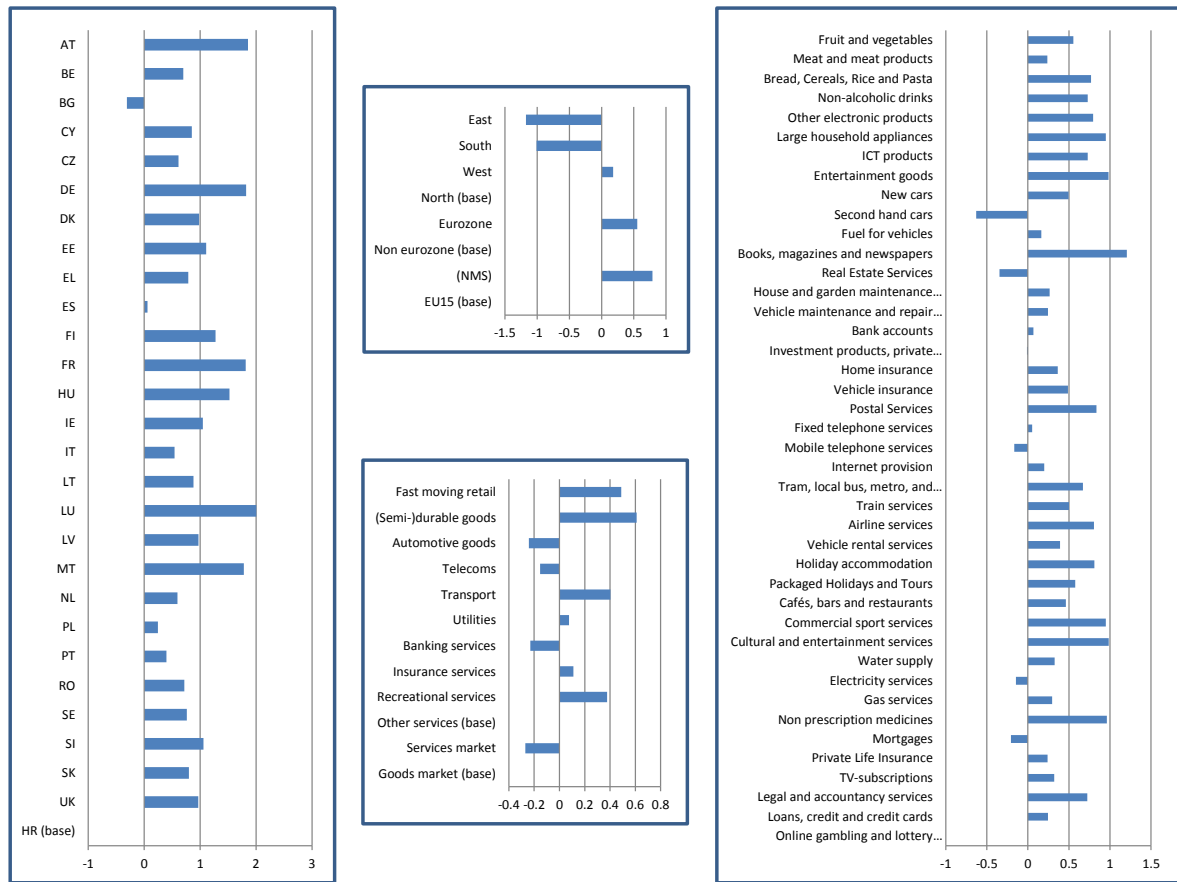 AT
BE
BG
CY
CZ
DE
DK
EE
EL
ES
FI
FR
HU
IE
IT
LT
LU
LV
MT
NL
PL
PT
RO
SE
SI
SK
UK
HR (base)
-1 0 1 2 3
East
South
West
North (base)
Eurozone
Non eurozone (base)
(NMS)
EU15 (base)
-1.5 -1 -0.5 0 0.5 1
Fast moving retail
(Semi-)durable goods
Automotive goods
Telecoms
Transport
Utilities
Banking services
Insurance services
Recreational services
Other services (base)
Services market
Goods market (base)
-0.4 -0.2 0 0.2 0.4 0.6 0.8
Fruit and vegetables
Meat and meat products
Bread, Cereals, Rice and Pasta
Non-alcoholic drinks
Other electronic products
Large household appliances
ICT products
Entertainment goods
New cars
Second hand cars
Fuel for vehicles
Books, magazines and newspapers
Real Estate Services
House and garden maintenance…
Vehicle maintenance and repair…
Bank accounts
Investment products, private…
Home insurance
Vehicle insurance
Postal Services
Fixed telephone services
Mobile telephone services
Internet provision
Tram, local bus, metro, and…
Train services
Airline services
Vehicle rental services
Holiday accommodation
Packaged Holidays and Tours
Cafés, bars and restaurants
Commercial sport services
Cultural and entertainment services
Water supply
Electricity services
Gas services
Non prescription medicines
Mortgages
Private Life Insurance
TV-subscriptions
Legal and accountancy services
Loans, credit and credit cards
Online gambling and lottery…
-1 -0.5 0 0.5 1 1.5